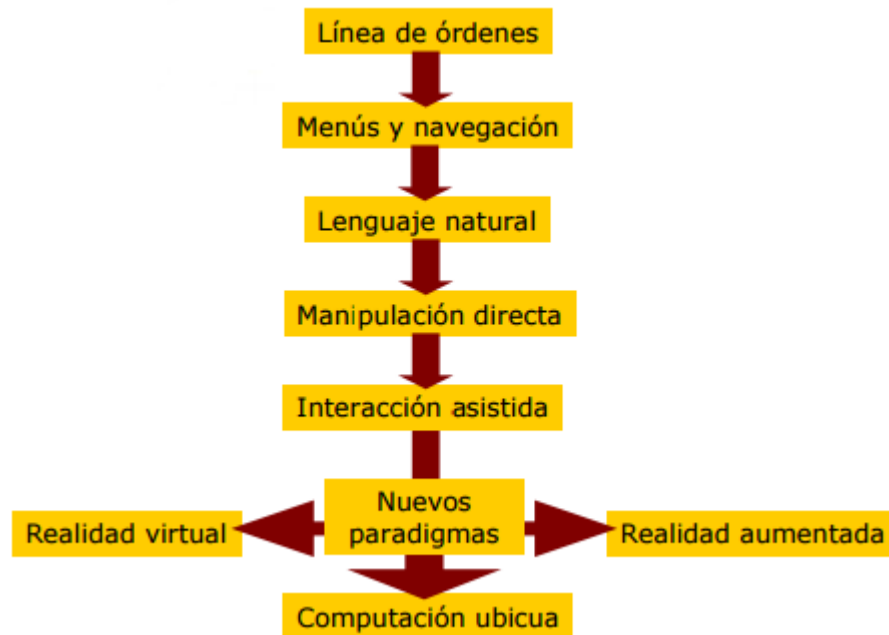 Línea de órdenes
Menús y navegación
Lenguaje natural
Manipulación directa
Interacción asistida
Nuevos
paradigmas
Realidad virtual
Realidad aumentada
Computación ubicua